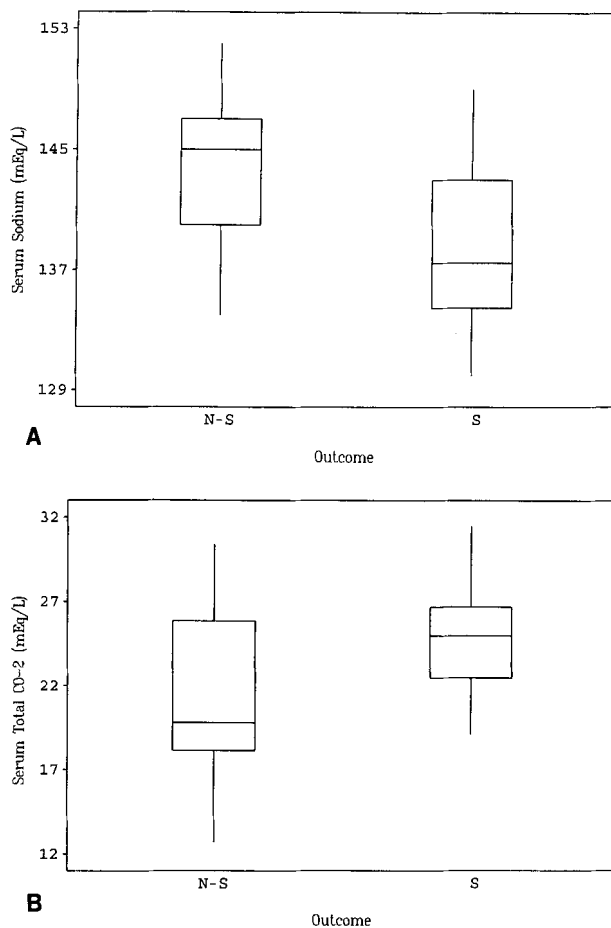 153
145
137
129
Serum Sodium (mEq/L)
N-S S
A
Outcome
32
27
22
17
12
Serum Total CO-2 (mEq/L)
N-S S
B
Outcome